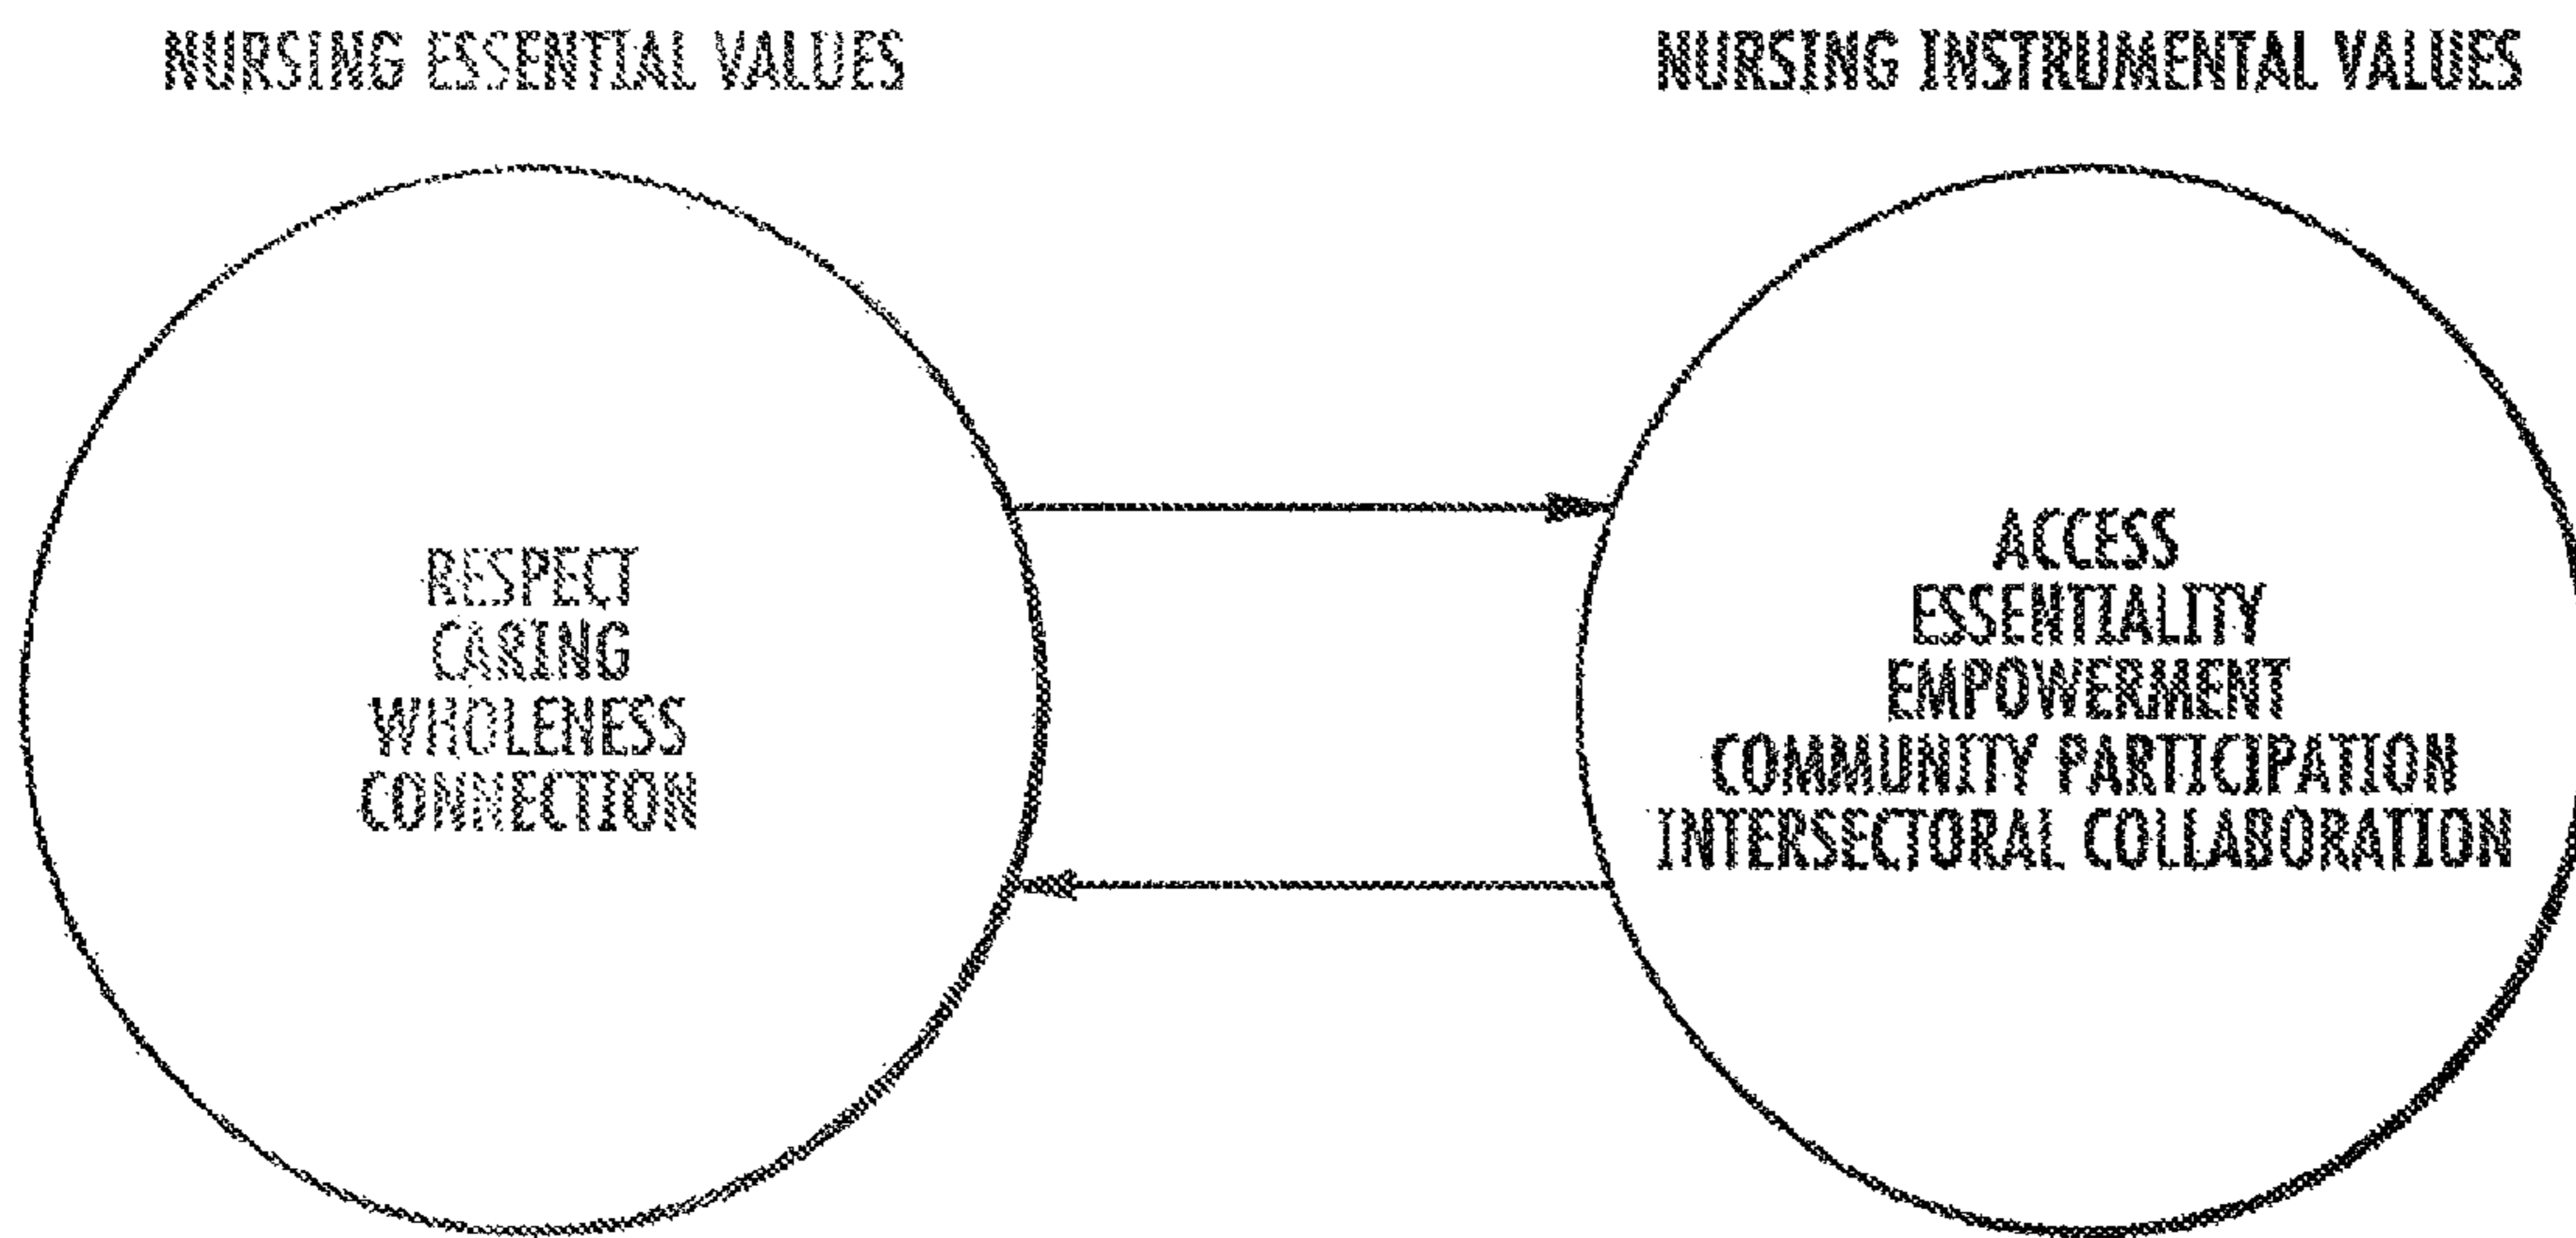 NURSING ESSENTIAL VALUES
NURSING INSTRUMENTAL VALUES
RESPECT
CARING
WHOLENESS
CONNECTION
ACCESS
ESSENTIALITY
EMPOWERMENT
COMMUNITY PARTICIPATION
INTERSECTORAL COLLABORATION